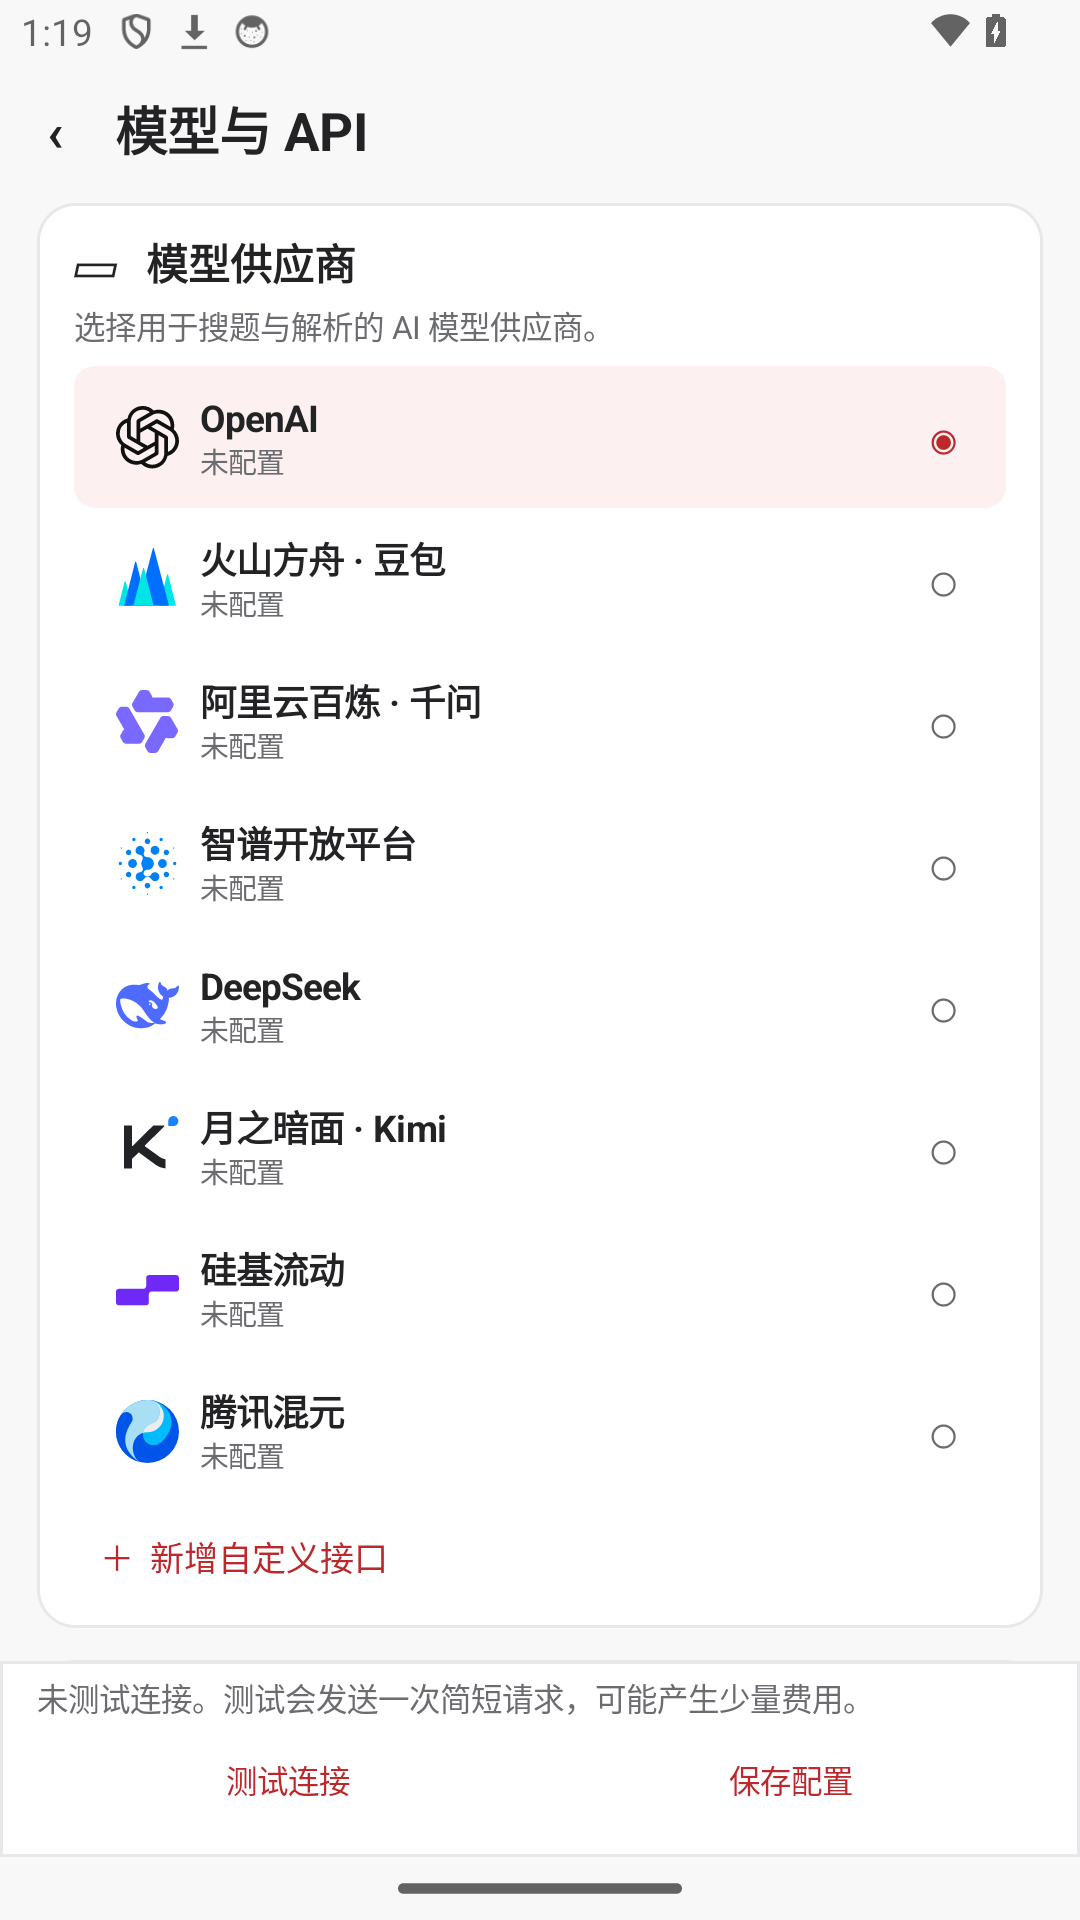 1:19
‹ 模型与 API
▱ 模型供应商
选择用于搜题与解析的 AI 模型供应商。
OpenAI
未配置
火山方舟 · 豆包
未配置
阿里云百炼 · 千问
未配置
智谱开放平台
未配置
DeepSeek
未配置
月之暗面 · Kimi
未配置
硅基流动
未配置
腾讯混元
未配置
＋ 新增自定义接口
未测试连接。测试会发送一次简短请求，可能产生少量费用。
测试连接 保存配置